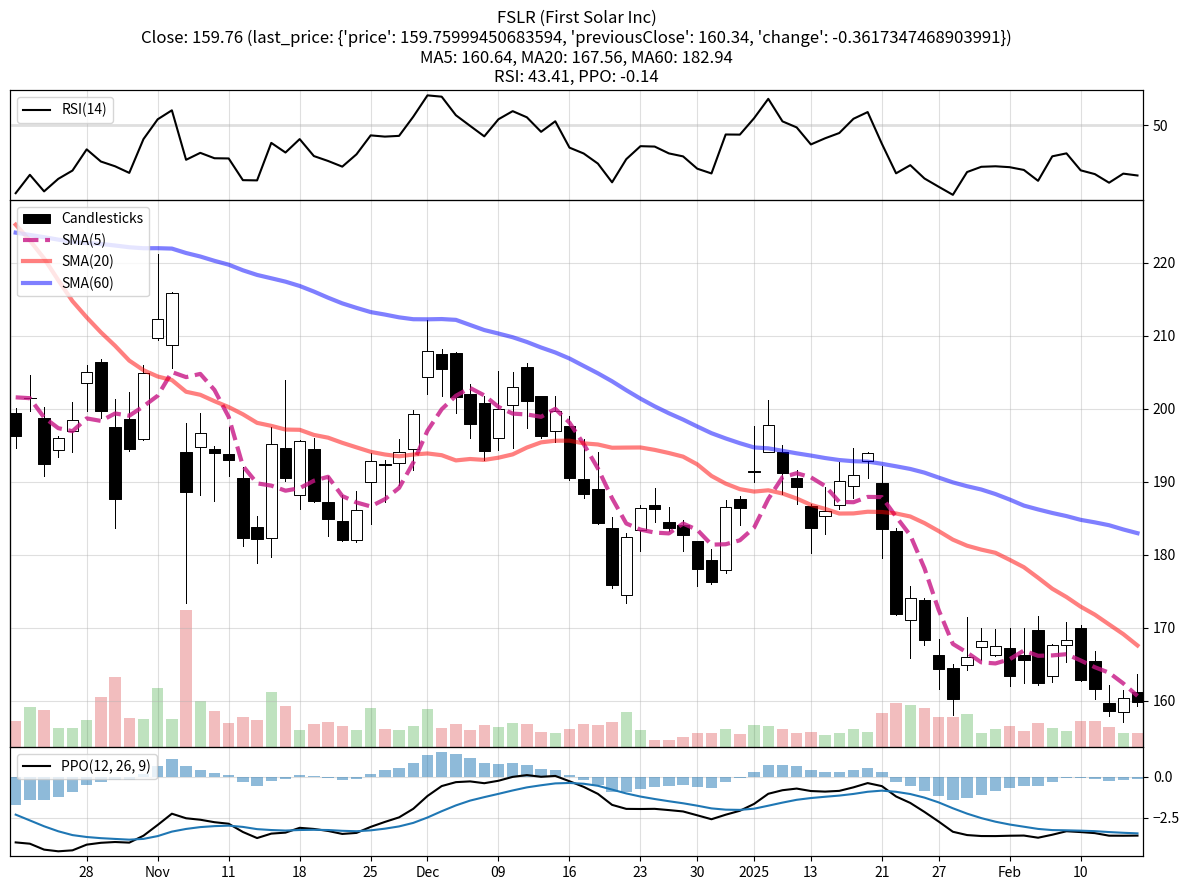 FSLR (First Solar Inc)
Close: 159.76 (last_price: {'price': 159.75999450683594, 'previousClose': 160.34, 'change': -0.3617347468903991})
MA5: 160.64, MA20: 167.56, MA60: 182.94
RSI: 43.41, PPO: -0.14
RSI(14)
50
Candlesticks
SMA(5)
SMA(20)
SMA(60)
220
210
200
190
180
170
160
PPO(12, 26, 9)
0.0
−2.5
28 Nov 11 18 25 Dec 09 16 23 30 2025 13 21 27 Feb 10